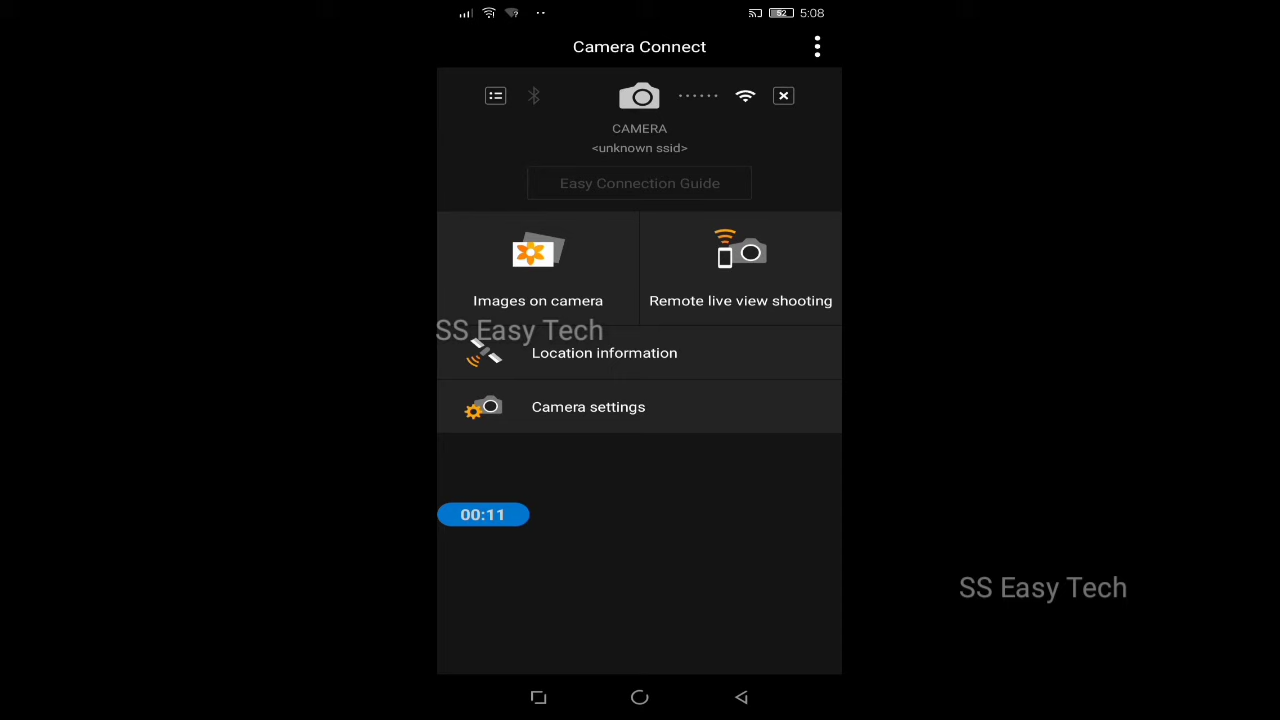 52 5:08
Camera Connect
CAMERA
<unknown ssid>
Easy Connection Guide
Images on camera
Remote live view shooting
SS Easy Tech
Location information
Camera settings
00:11
SS Easy Tech